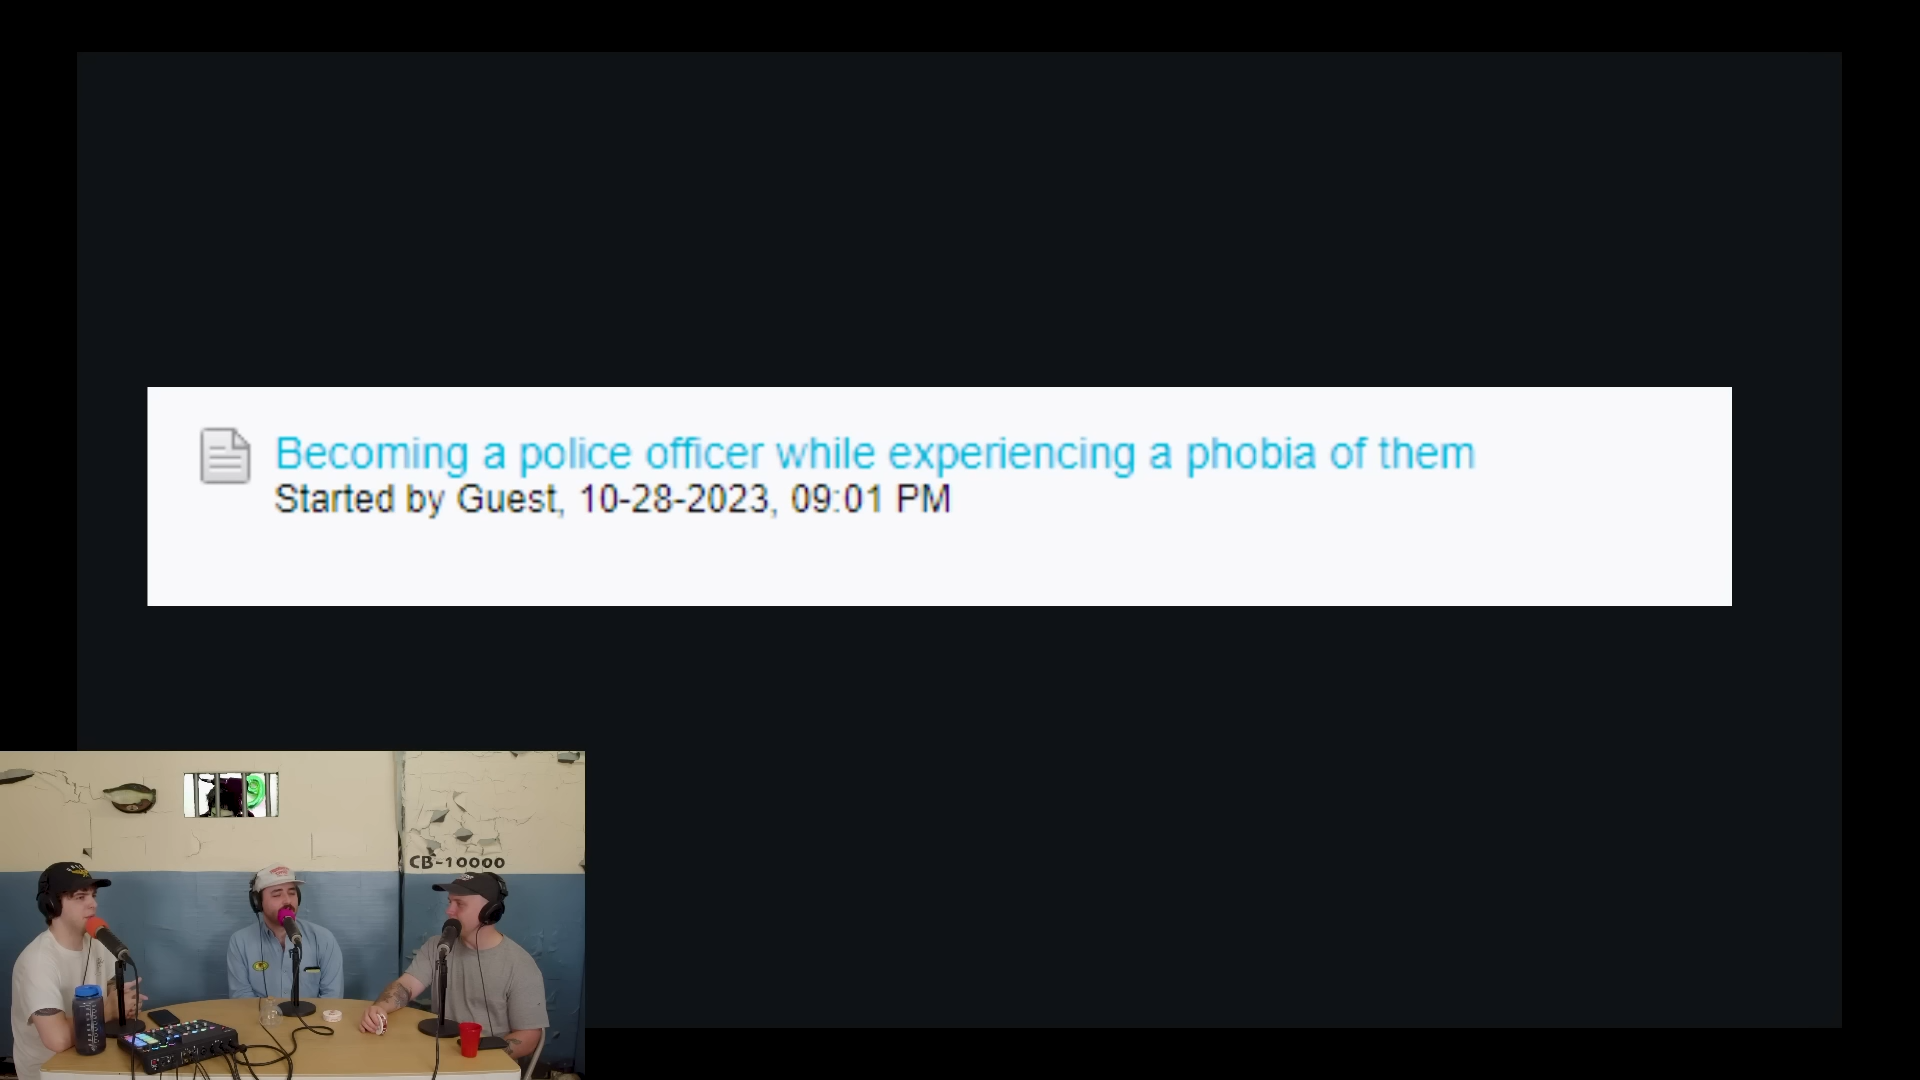 Becoming a police officer while experiencing a phobia of them
Started by Guest, 10-28-2023, 09:01 PM
CB-10000